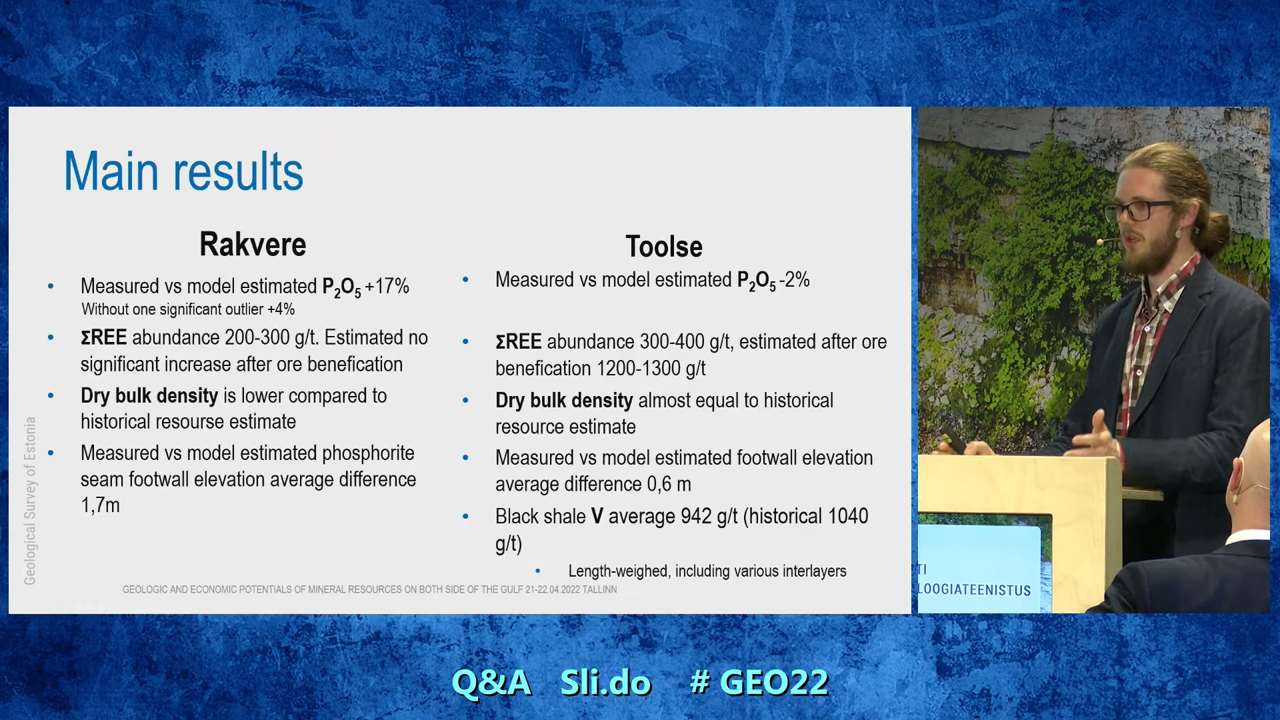 Main results
Rakvere
Measured vs model estimated P₂O₅ +17%
Without one significant outlier +4%
ΣREE abundance 200-300 g/t. Estimated no
significant increase after ore benefication
Dry bulk density is lower compared to
historical resourse estimate
Measured vs model estimated phosphorite
seam footwall elevation average difference
1,7m
Toolse
Measured vs model estimated P₂O₅ -2%
ΣREE abundance 300-400 g/t, estimated after ore
benefication 1200-1300 g/t
Dry bulk density almost equal to historical
resource estimate
Measured vs model estimated footwall elevation
average difference 0,6 m
Black shale V average 942 g/t (historical 1040
g/t)
Length-weighed, including various interlayers
Geological Survey of Estonia
GEOLOGIC AND ECONOMIC POTENTIALS OF MINERAL RESOURCES ON BOTH SIDE OF THE GULF 21-22.04.2022 TALLINN
TI
LOOGIATEENISTUS
Q&A Sli.do # GEO22